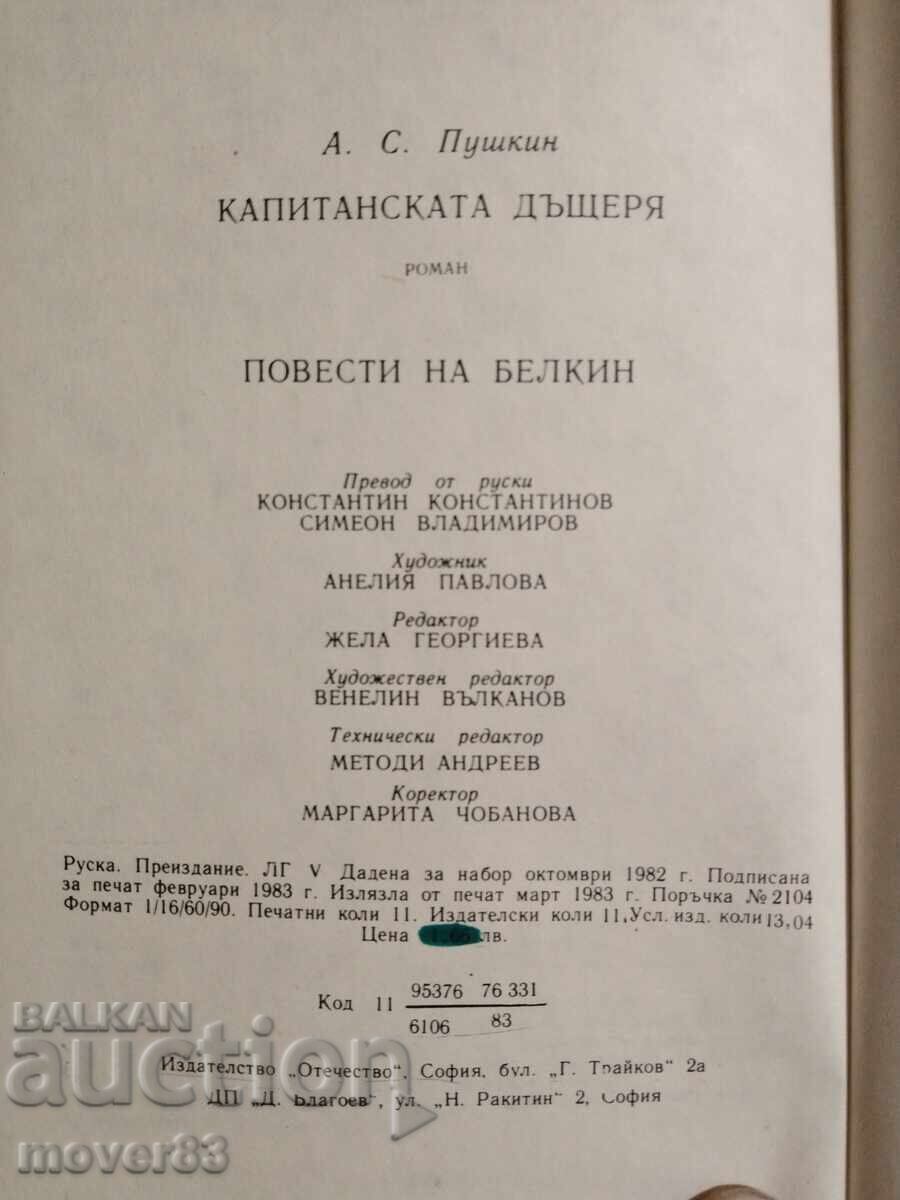 А. С. Пушкин
КАПИТАНСКАТА ДЪЩЕРЯ
РОМАН
ПОВЕСТИ НА БЕЛКИН
Превод от руски
КОНСТАНТИН КОНСТАНТИНОВ
СИМЕОН ВЛАДИМИРОВ
Художник
АНЕЛИЯ ПАВЛОВА
Редактор
ЖЕЛА ГЕОРГИЕВА
Художествен редактор
ВЕНЕЛИН ВЪЛКАНОВ
Технически редактор
МЕТОДИ АНДРЕЕВ
Коректор
МАРГАРИТА ЧОБАНОВА
Руска. Преиздание. ЛГ V Дадена за набор октомври 1982 г. Подписана
за печат февруари 1983 г. Излязла от печат март 1983 г. Поръчка № 2104
Формат 1/16/60/90. Печатни коли 11. Издателски коли 11, Усл. изд. коли 13,04
Цена лв.
Код 11 95376 76 331
6106 83
Издателство „Отечество“, София, бул. „Г. Трайков“ 2а
ДП „Д. Благоев“, ул. „Н. Ракитин“ 2, София
BALKAN
auction
mover83